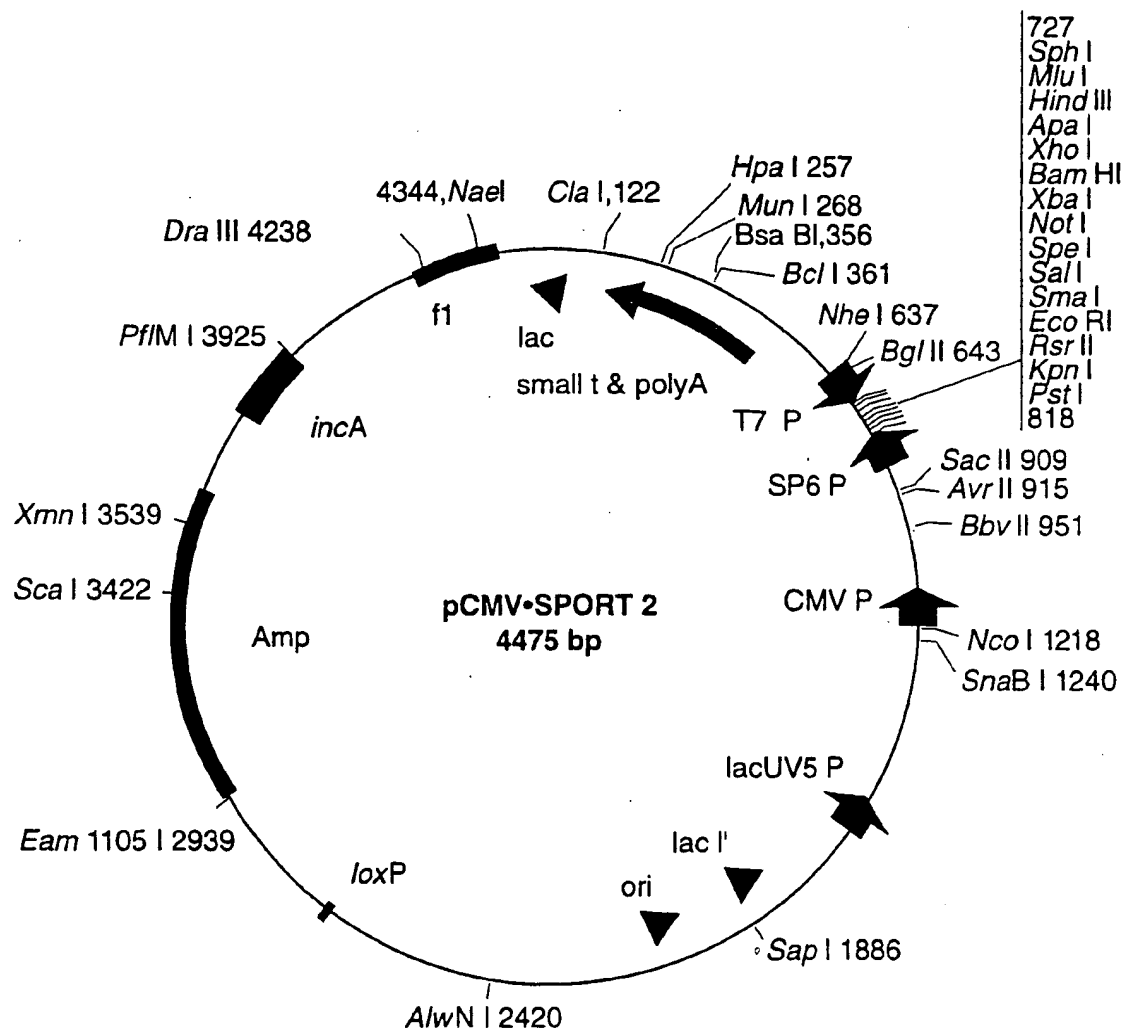 727
Sph I
Mlu I
Hind III
Apa I
Xho I
Bam HI
Xba I
Not I
Spe I
Sal I
Sma I
Eco RI
Rsr II
Kpn I
Pst I
818
Hpa I 257
Mun I 268
Bsa BI,356
Bcl I 361
4344,NaeI
Cla I,122
Dra III 4238
f1
lac
small t & polyA
Nhe I 637
Bgl II 643
T7 P
SP6 P
PflM I 3925
incA
Sac II 909
Avr II 915
Bbv II 951
Xmn I 3539
Sca I 3422
Amp
pCMV•SPORT 2
4475 bp
CMV P
Nco I 1218
SnaB I 1240
lacUV5 P
Eam 1105 I 2939
loxP
lac I'
ori
Sap I 1886
AlwN I 2420